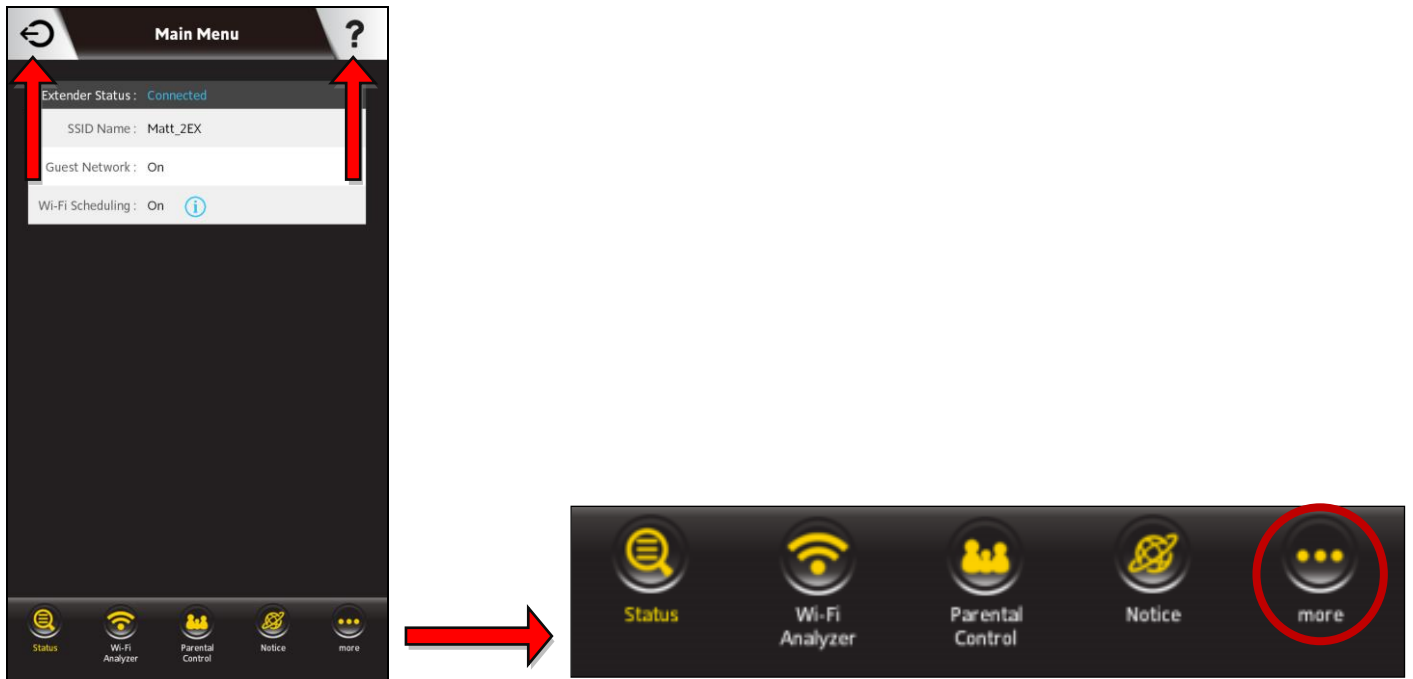 Main Menu
?
Extender Status : Connected
SSID Name : Matt_2EX
Guest Network : On
Wi-Fi Scheduling : On i
Status
Wi-Fi
Analyzer
Parental
Control
Notice
more
Status
Wi-Fi
Analyzer
Parental
Control
Notice
more